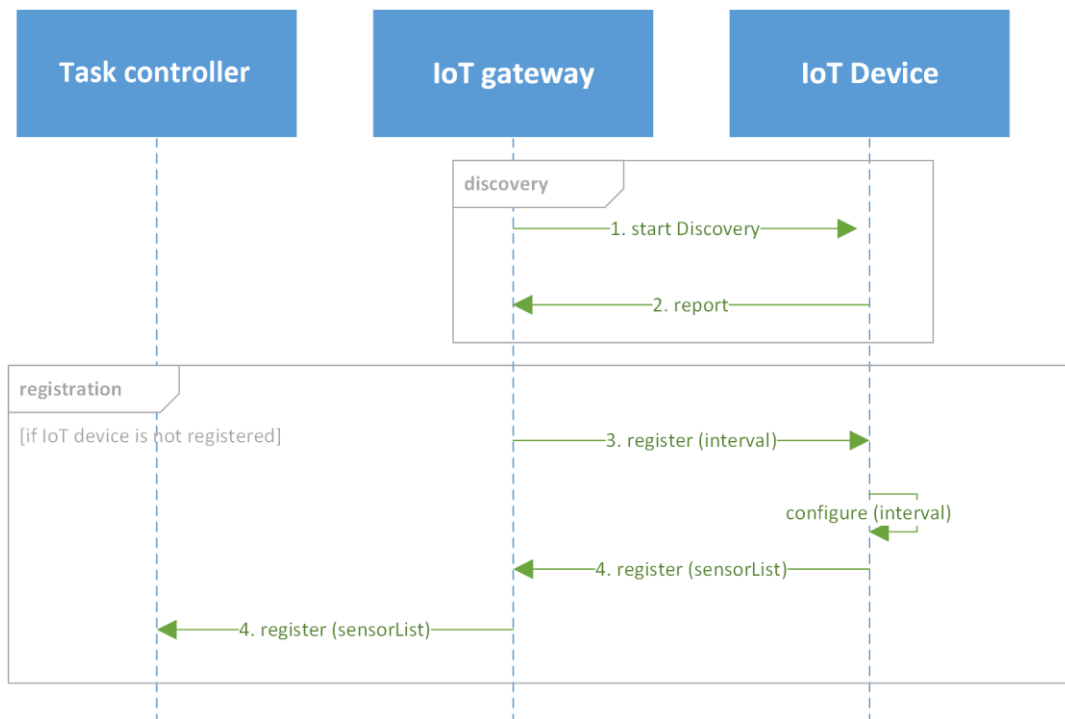 Task controller
IoT gateway
IoT Device
discovery
1. start Discovery
2. report
registration
[if IoT device is not registered]
3. register (interval)
configure (interval)
4. register (sensorList)
4. register (sensorList)